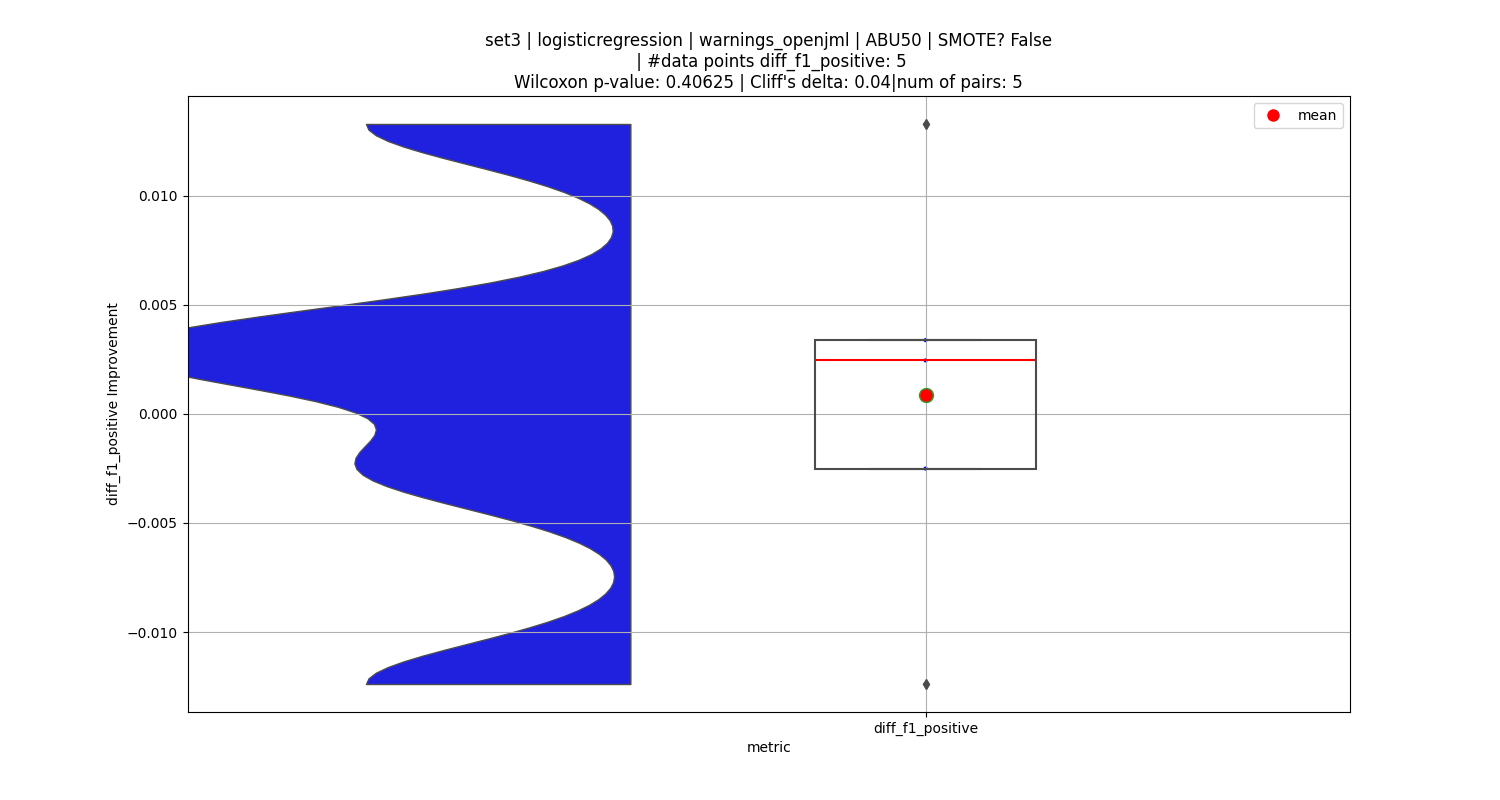 set3 | logisticregression | warnings_openjml | ABU50 | SMOTE? False
| #data points diff_f1_positive: 5
Wilcoxon p-value: 0.40625 | Cliff's delta: 0.04|num of pairs: 5
mean
0.010
0.005
0.000
−0.005
−0.010
diff_f1_positive Improvement
diff_f1_positive
metric